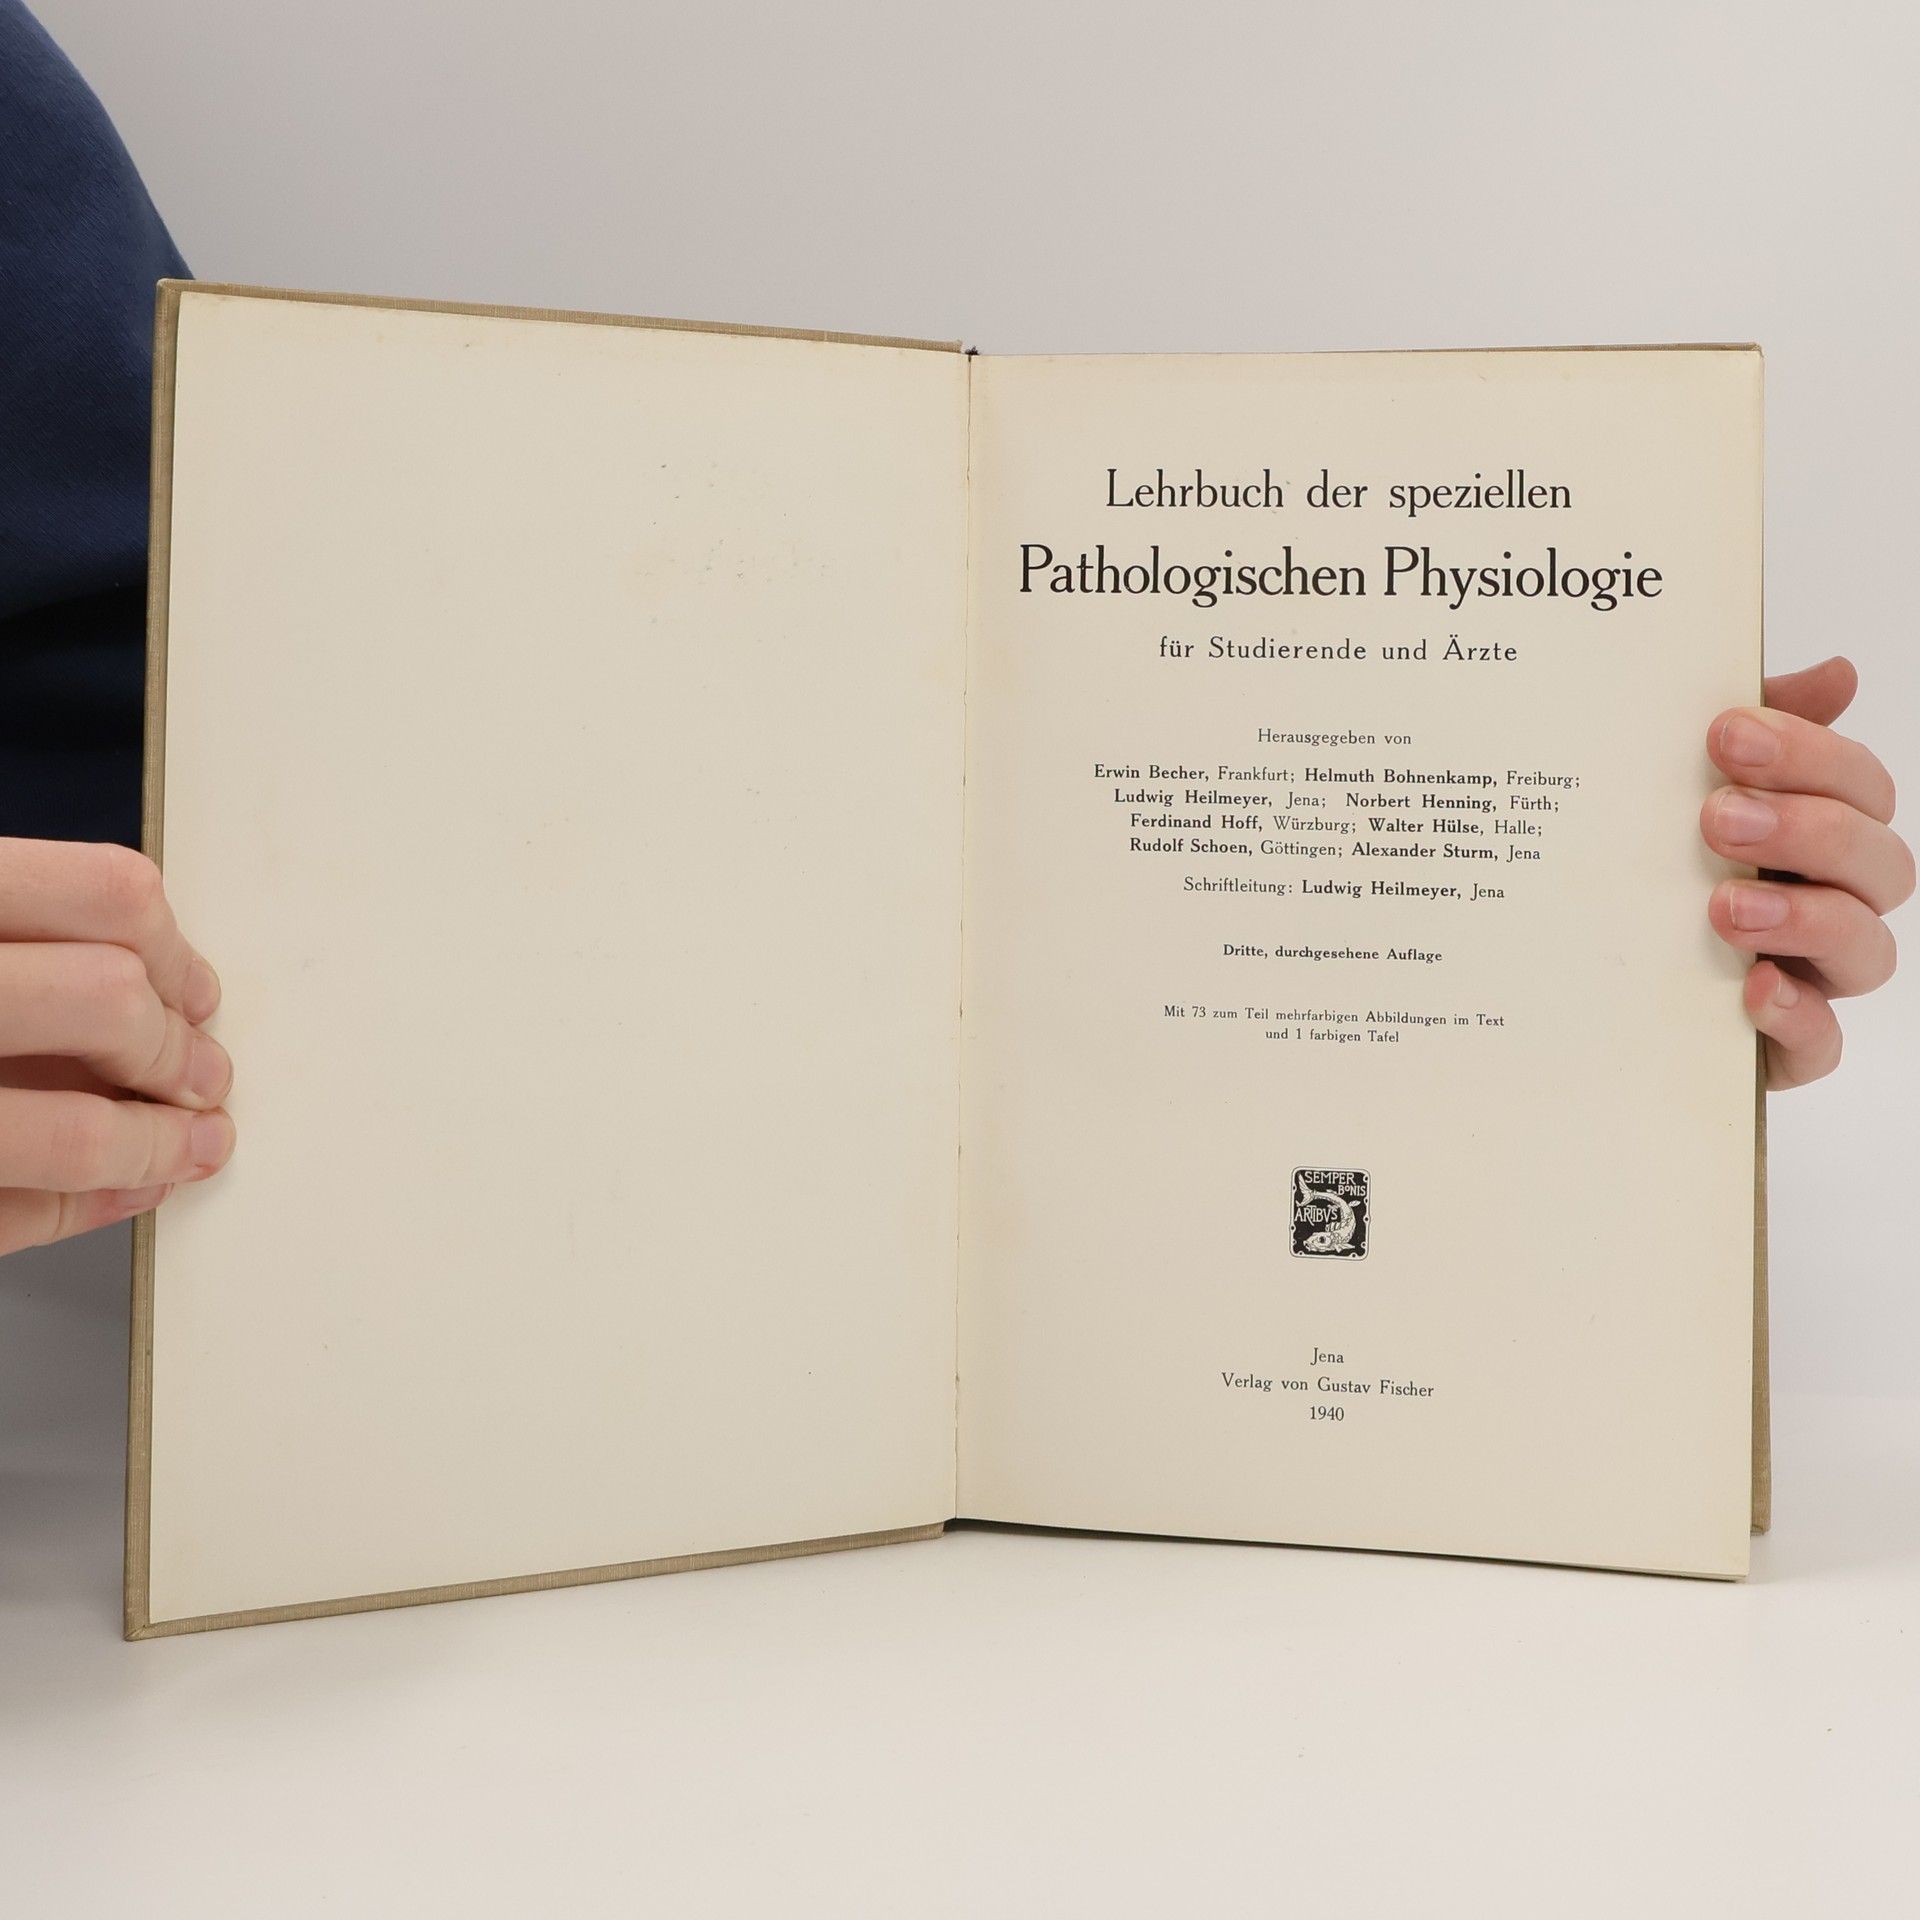 Lehrbuch der speziellen
Pathologischen Physiologie
für Studierende und Ärzte
Herausgegeben von
Erwin Becher, Frankfurt; Helmuth Bohnenkamp, Freiburg;
Ludwig Heilmeyer, Jena; Norbert Henning, Fürth;
Ferdinand Hoff, Würzburg; Walter Hülse, Halle;
Rudolf Schoen, Göttingen; Alexander Sturm, Jena
Schriftleitung: Ludwig Heilmeyer, Jena
Dritte, durchgesehene Auflage
Mit 73 zum Teil mehrfarbigen Abbildungen im Text
und 1 farbigen Tafel
SEMPER
BONIS
ARTIBVS
Jena
Verlag von Gustav Fischer
1940